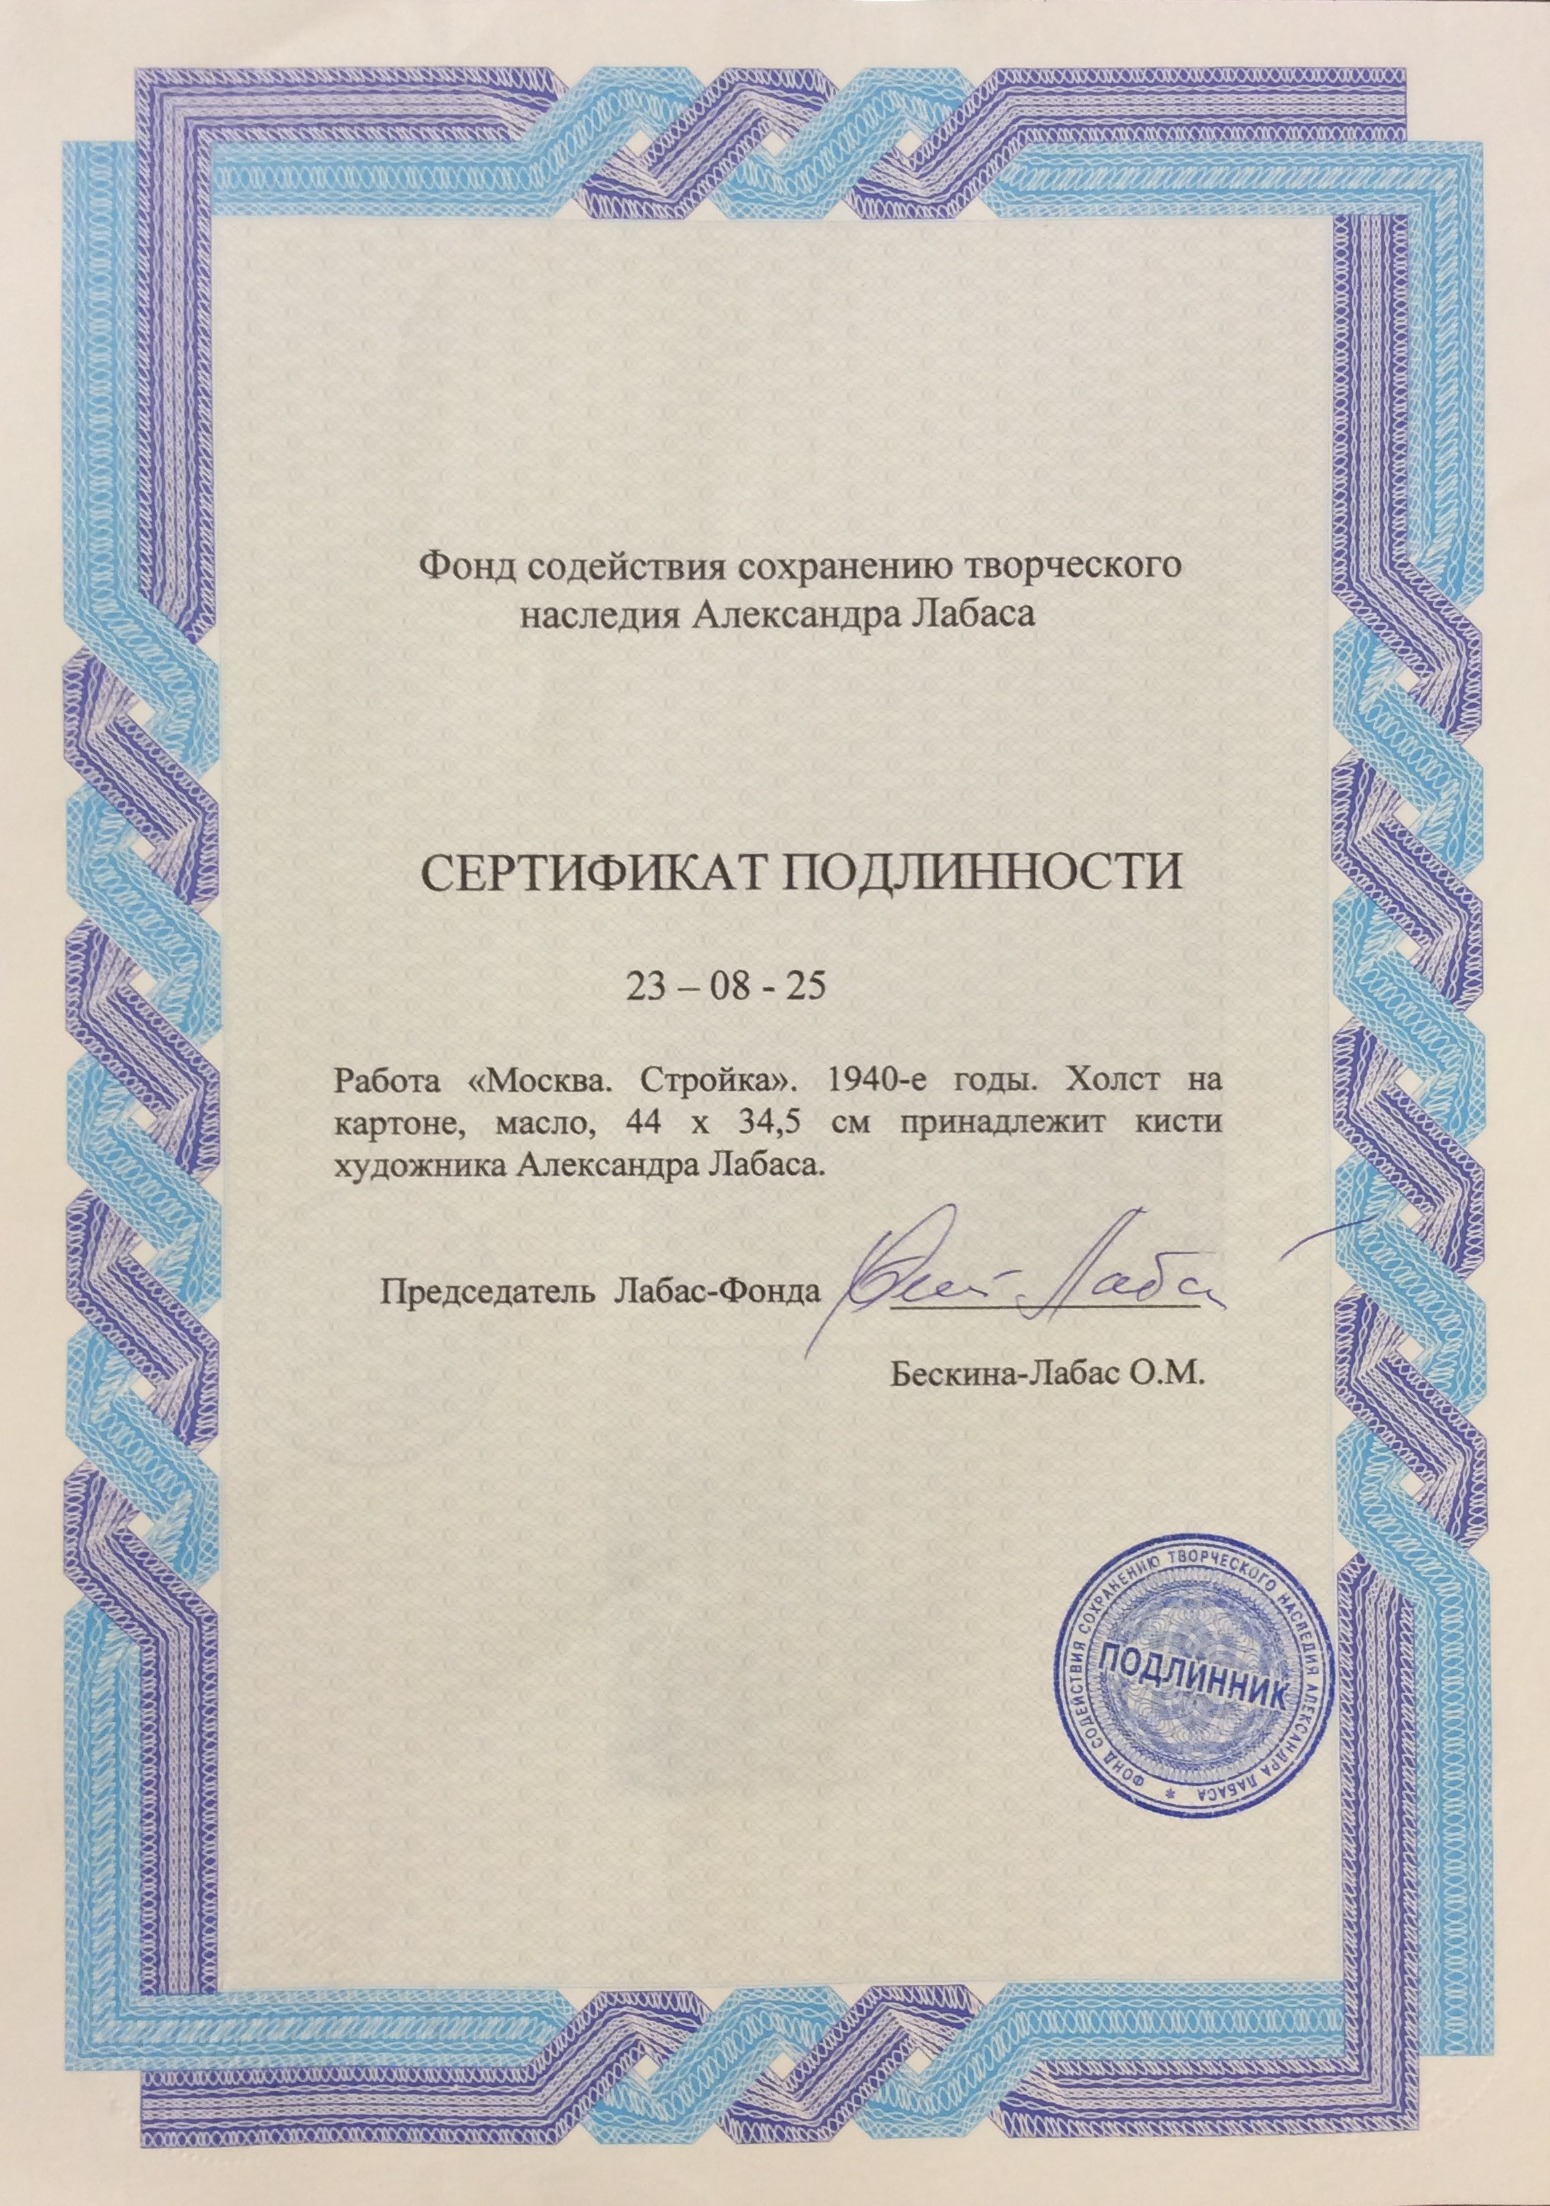 Фонд содействия сохранению творческого
наследия Александра Лабаса
СЕРТИФИКАТ ПОДЛИННОСТИ
23 – 08 - 25
Работа «Москва. Стройка». 1940-е годы. Холст на
картоне, масло, 44 х 34,5 см принадлежит кисти
художника Александра Лабаса.
Председатель Лабас-Фонда
Бескина-Лабас О.М.
ФОНД СОДЕЙСТВИЯ СОХРАНЕНИЮ ТВОРЧЕСКОГО НАСЛЕДИЯ АЛЕКСАНДРА ЛАБАСА *
ПОДЛИННИК